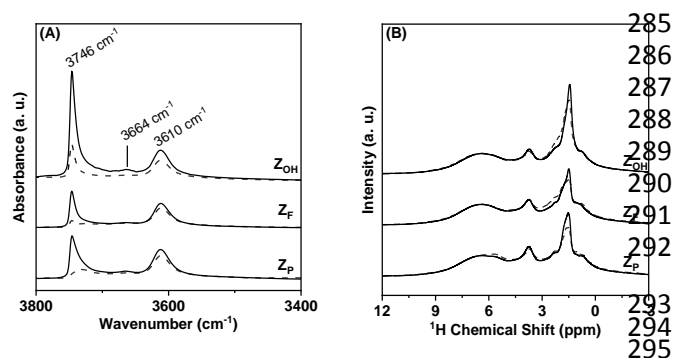 (A)
3746 cm⁻¹
3664 cm⁻¹
3610 cm⁻¹
Z_OH
Z_F
Z_P
Absorbance (a. u.)
3800
3600
3400
Wavenumber (cm⁻¹)
(B)
Z_OH
Z_P
Intensity (a. u.)
12
9
6
3
0
¹H Chemical Shift (ppm)
285
286
287
288
289
290
291
292
293
294
295